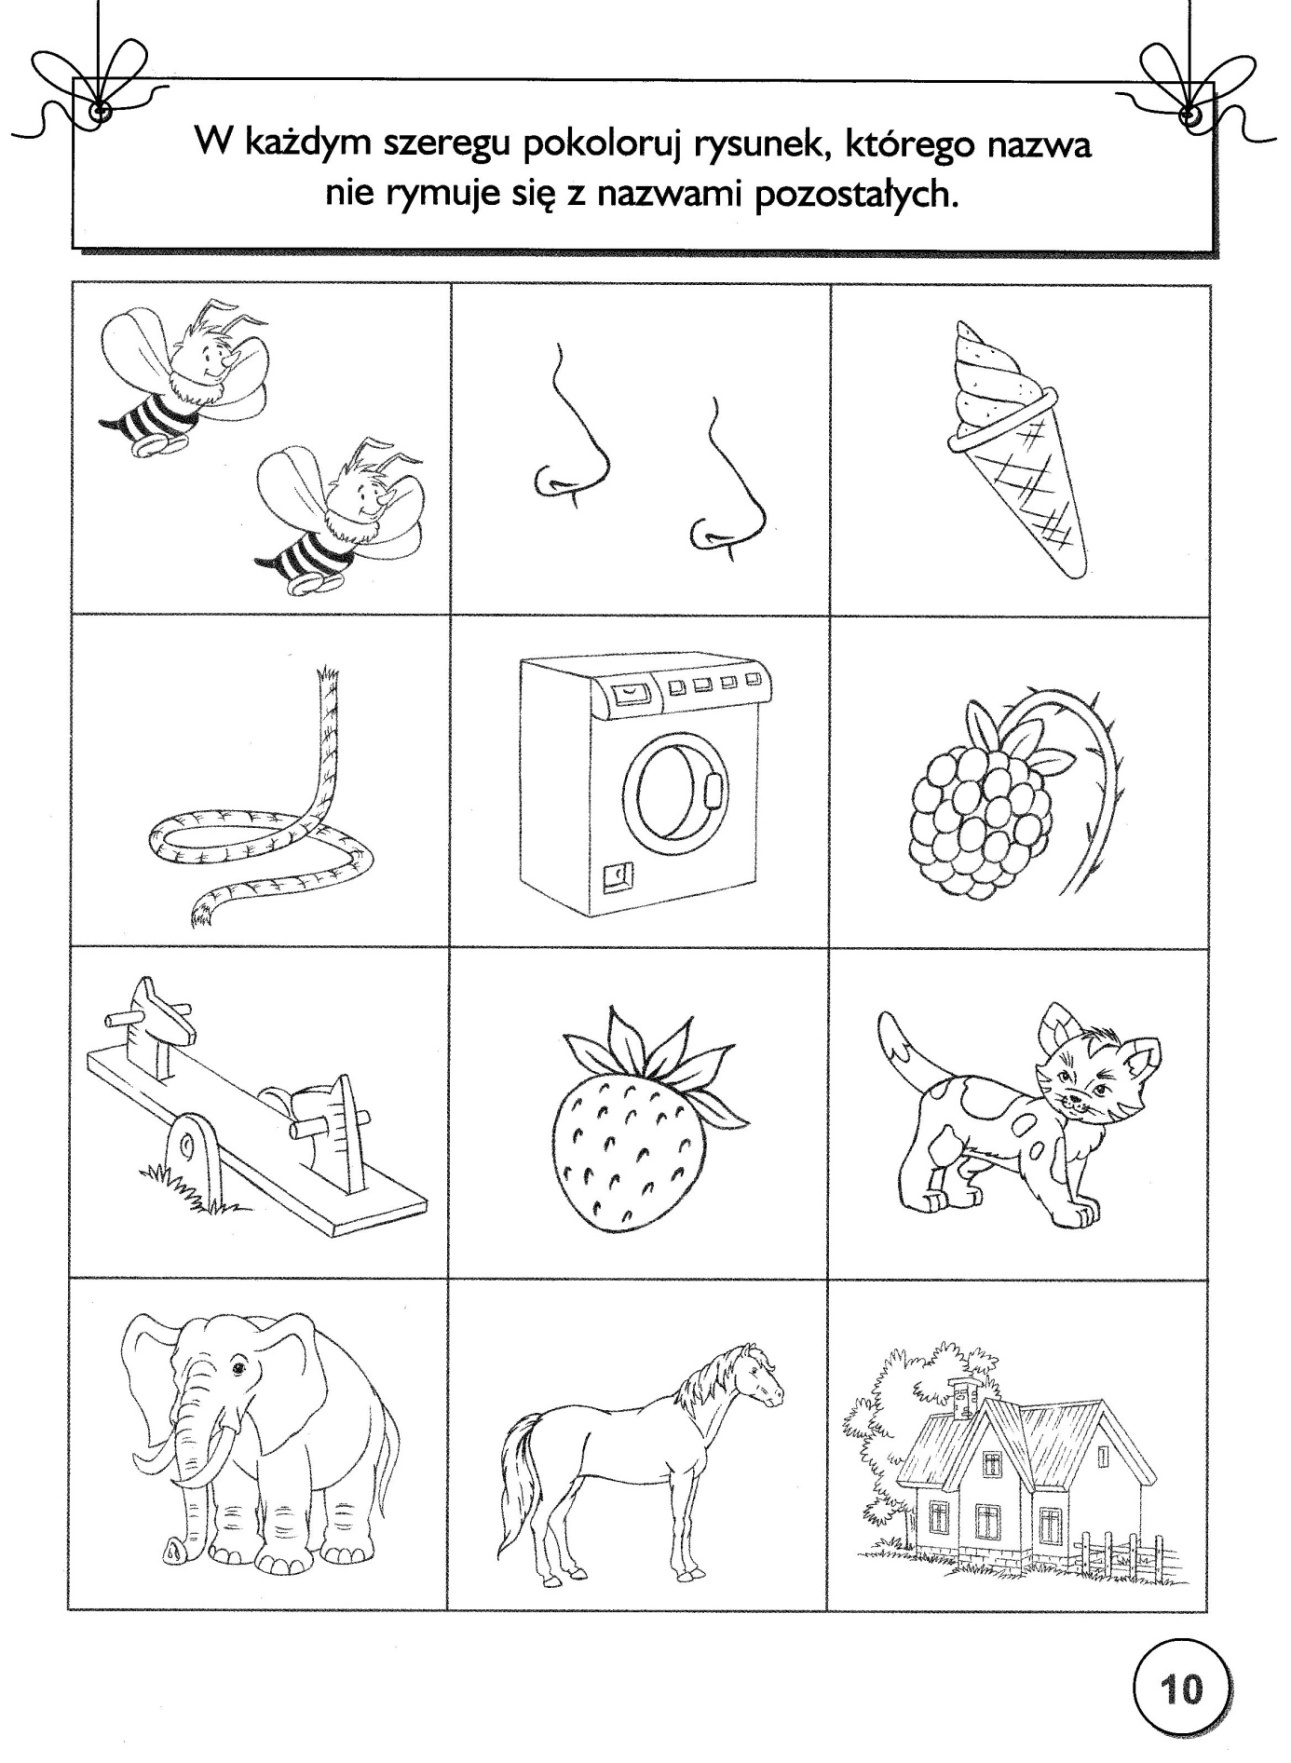 W każdym szeregu pokoloruj rysunek, którego nazwa
nie rymuje się z nazwami pozostałych.
10